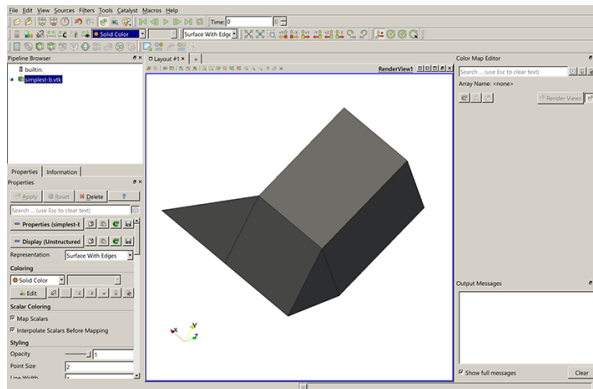 File Edit View Sources Filters Tools Catalyst Macros Help
Time: 0 0
Solid Color Surface With Edges
Pipeline Browser
builtin:
simplest-b.vtk
Properties Information
Properties
Apply Reset Delete ?
Search ... (use Esc to clear text)
Properties (simplest-b
Display (Unstructured
Representation Surface With Edges
Coloring
Solid Color
Edit
Scalar Coloring
Map Scalars
Interpolate Scalars Before Mapping
Styling
Opacity 1
Point Size 2
Line Width
Layout #1 × +
RenderView1
X Y Z
Color Map Editor
Search ... (use Esc to clear text)
Array Name: <none>
Render Views
Output Messages
Show full messages Clear